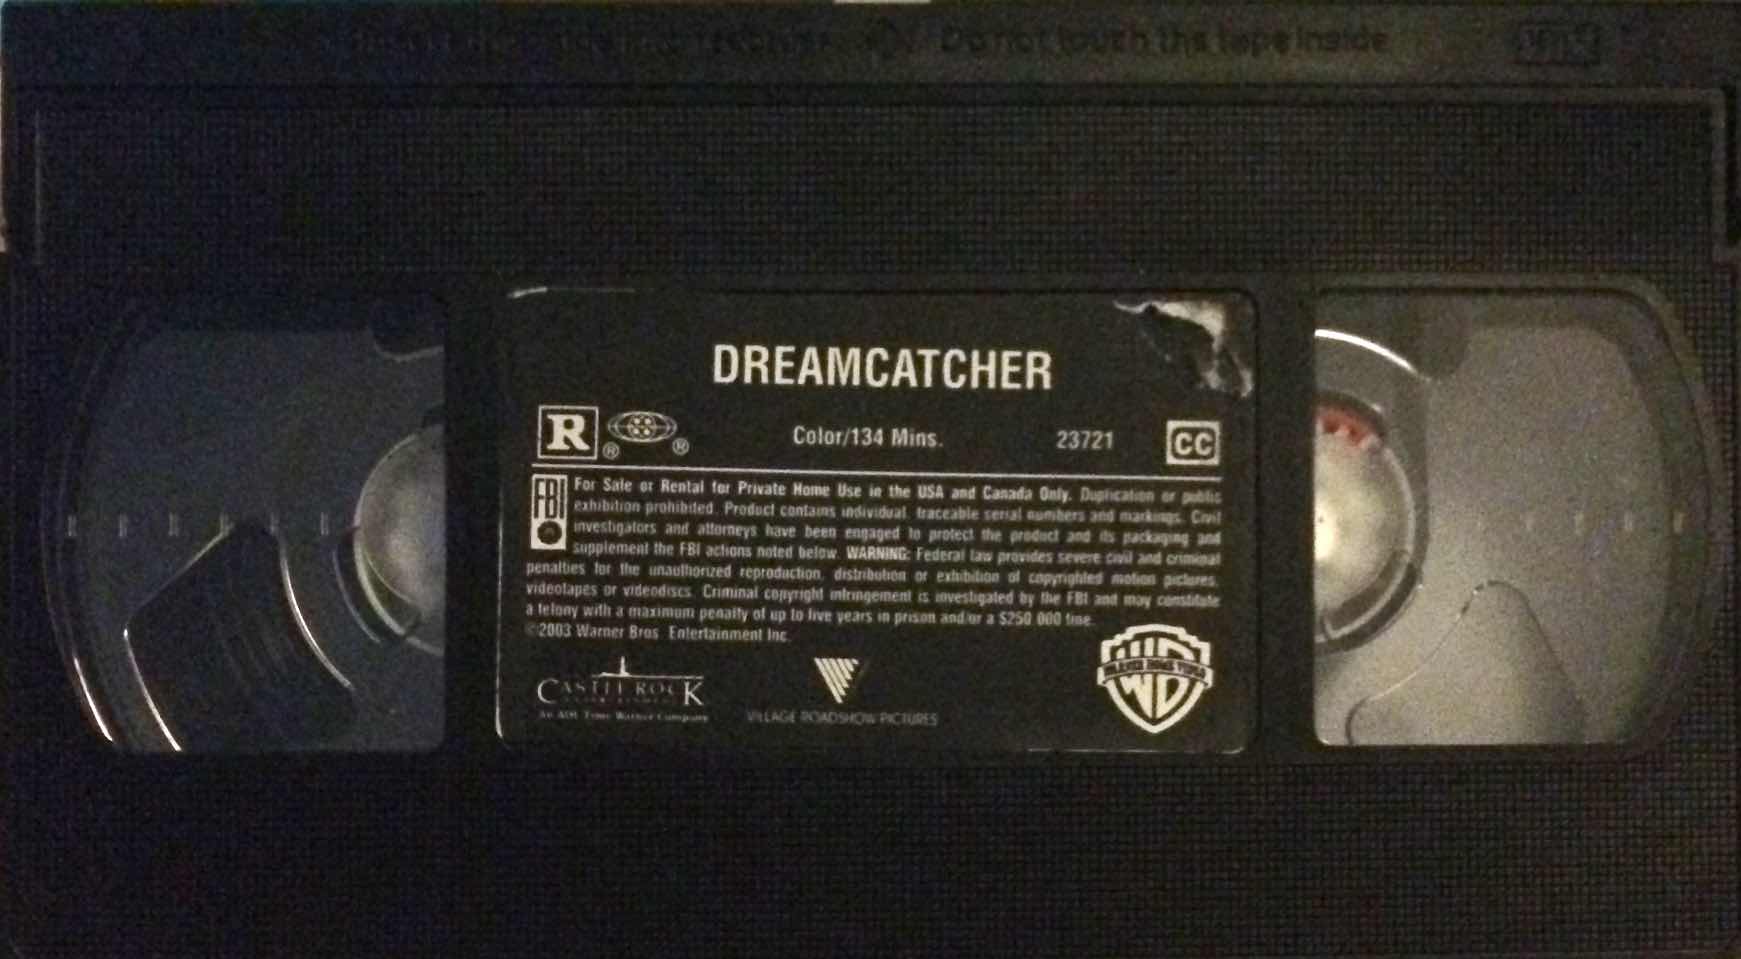 Do not touch the tape inside
DREAMCATCHER
R ® ® Color/134 Mins. 23721 CC
FBI For Sale or Rental for Private Home Use in the USA and Canada Only. Duplication or public
exhibition prohibited. Product contains individual, traceable serial numbers and markings. Civil
investigators and attorneys have been engaged to protect the product and its packaging and
supplement the FBI actions noted below. WARNING: Federal law provides severe civil and criminal
penalties for the unauthorized reproduction, distribution or exhibition of copyrighted motion pictures,
videotapes or videodiscs. Criminal copyright infringement is investigated by the FBI and may constitute
a felony with a maximum penalty of up to five years in prison and/or a $250 000 fine.
©2003 Warner Bros. Entertainment Inc.
CASTLE ROCK
An AOL Time Warner Company
VILLAGE ROADSHOW PICTURES
WB